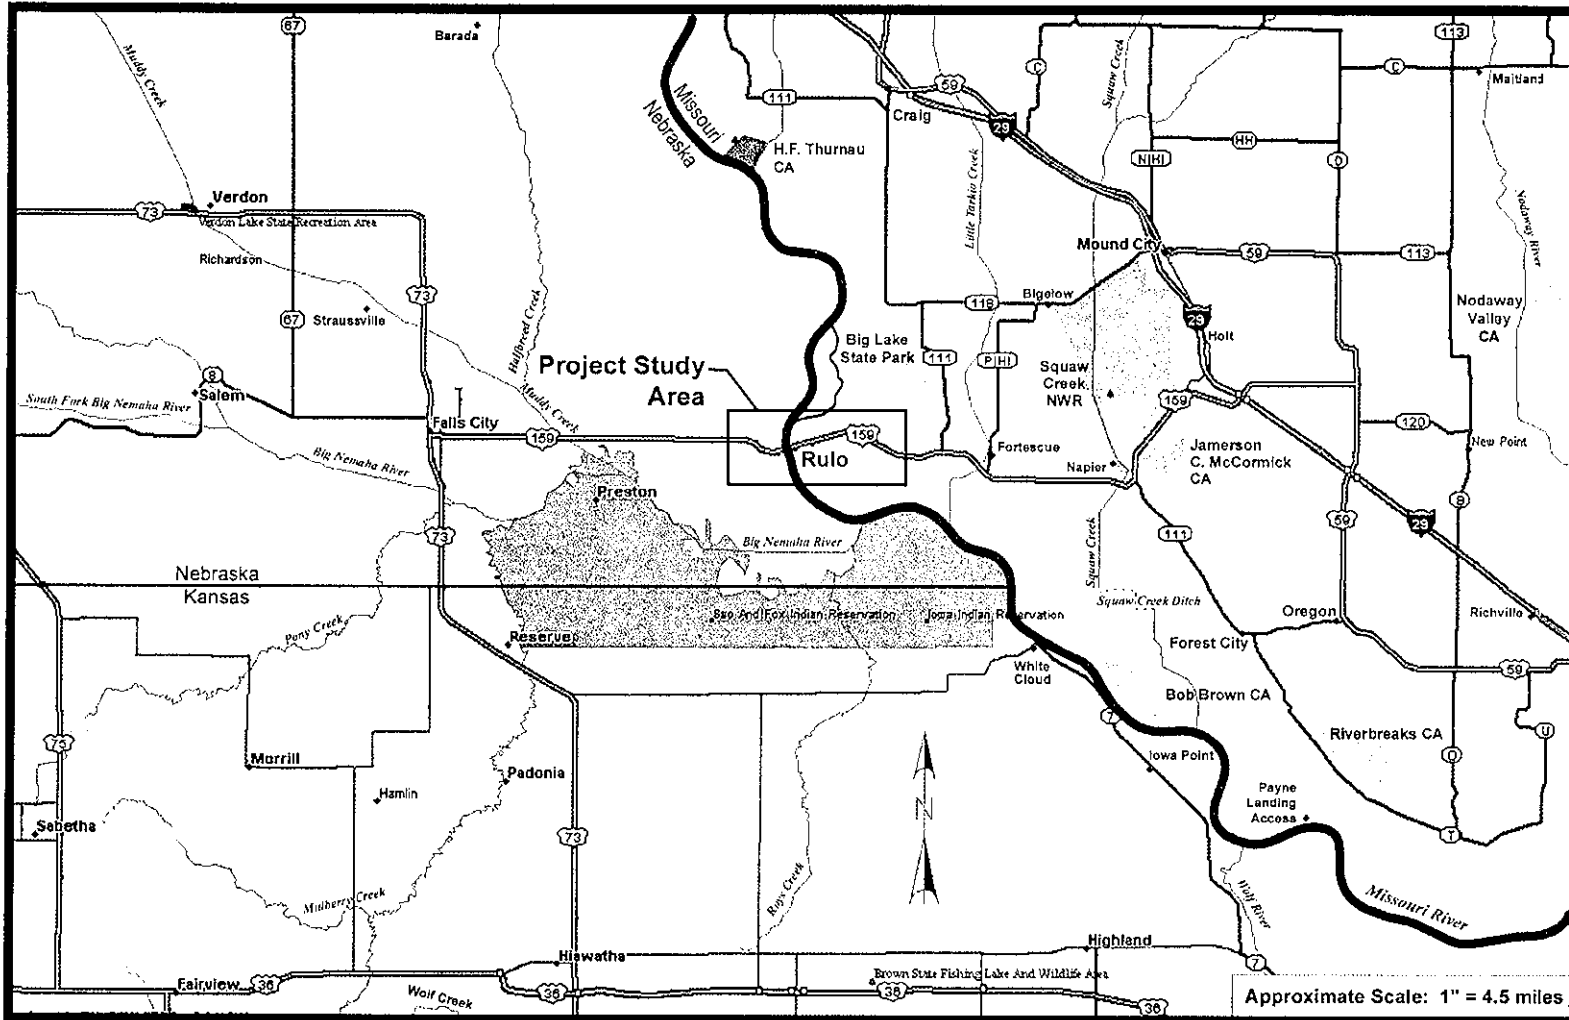 67
Barada
Muddy Creek
Missouri
Nebraska
111
H.F. Thurnau
CA
Craig
59
29
C
Squaw Creek
113
C
Maitland
HH
D
Little Tarkio Creek
Nodaway River
Verdon
73
Verdon Lake State Recreation Area
Richardson
73
67
Straussville
Halfbreed Creek
Mound City
59
113
Bigelow
118
29
Holt
Nodaway
Valley
CA
Big Lake
State Park
111
Squaw
Creek
NWR
Project Study
Area
8
Salem
South Fork Big Nemaha River
Muddy Creek
Falls City
159
159
Rulo
159
120
New Point
Fortescue
Napier
Jamerson
C. McCormick
CA
Big Nemaha River
Preston
73
Big Nemaha River
B
59
29
111
Squaw Creek
Nebraska
Kansas
Sac And Fox Indian Reservation
Iowa Indian Reservation
Squaw Creek Ditch
Oregon
Richville
Pony Creek
Reserve
White
Cloud
Forest City
59
Bob Brown CA
7
Riverbreaks CA
U
O
75
Morrill
Hamlin
Padonia
Iowa Point
Payne
Landing
Access
N
Sabetha
73
T
Mulberry Creek
Roys Creek
Wolf River
Missouri River
Hiawatha
Highland
7
Fairview
36
Wolf Creek
36
Brown State Fishing Lake And Wildlife Area
36
36
Approximate Scale: 1" = 4.5 miles